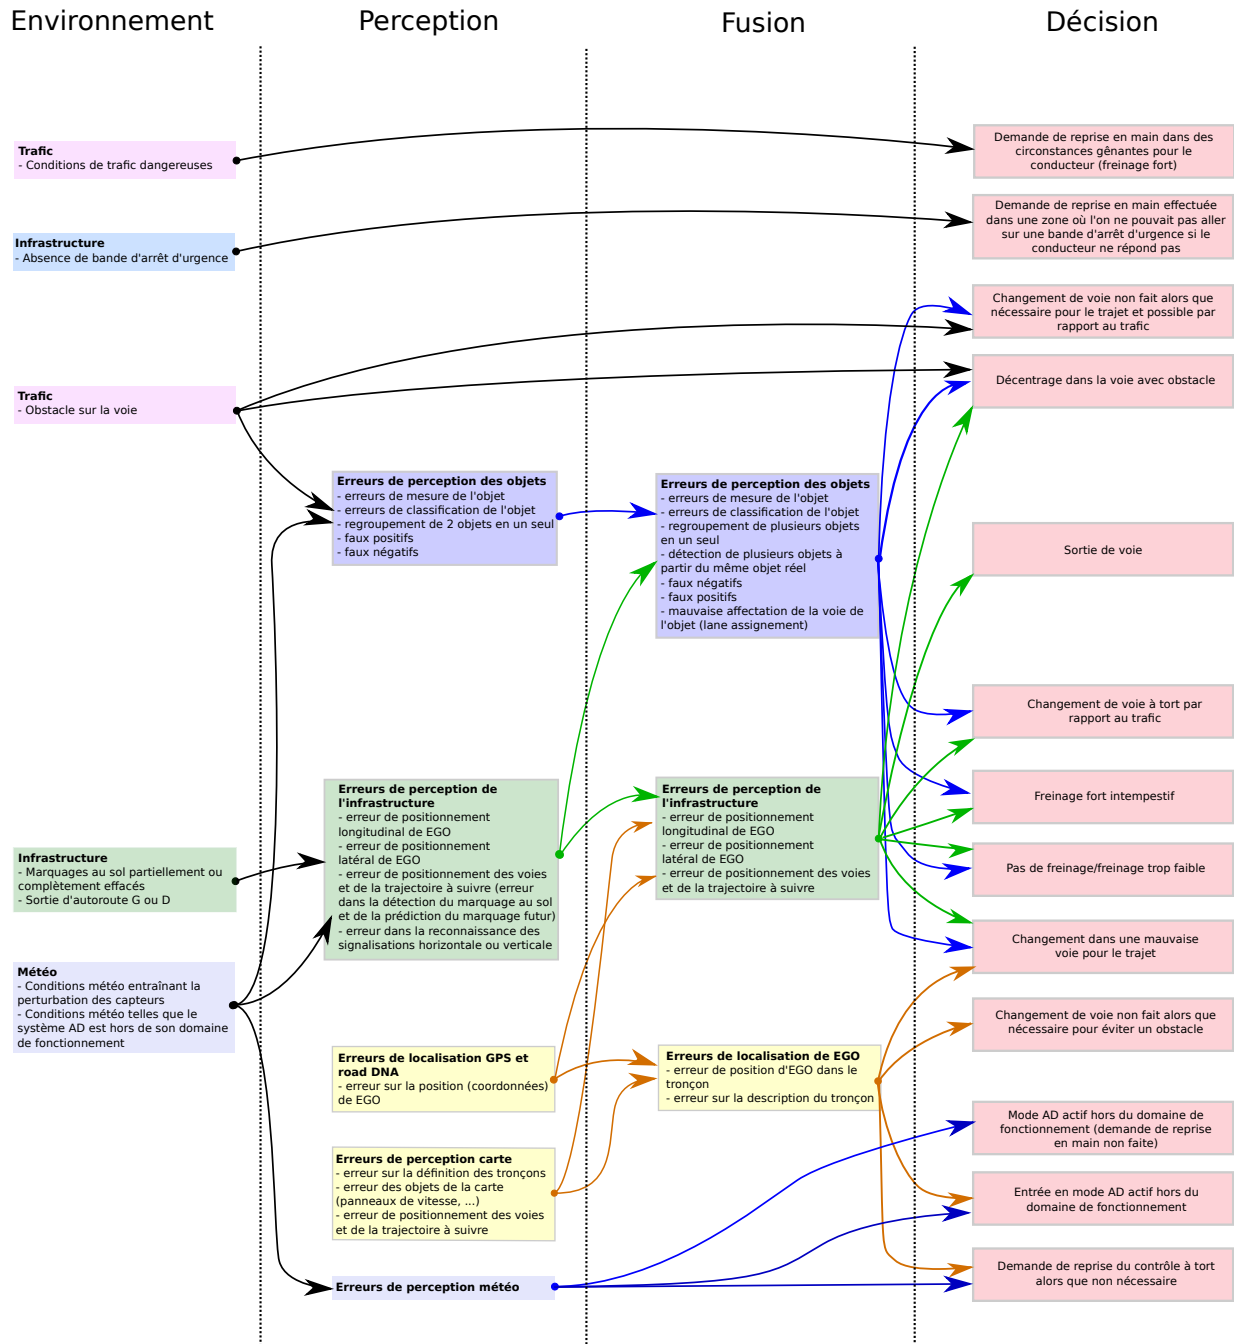 Environnement
Perception
Fusion
Décision
Trafic
- Conditions de trafic dangereuses
Infrastructure
- Absence de bande d'arrêt d'urgence
Trafic
- Obstacle sur la voie
Infrastructure
- Marquages au sol partiellement ou
complètement effacés
- Sortie d'autoroute G ou D
Météo
- Conditions météo entraînant la
perturbation des capteurs
- Conditions météo telles que le
système AD est hors de son domaine
de fonctionnement
Erreurs de perception des objets
- erreurs de mesure de l'objet
- erreurs de classification de l'objet
- regroupement de 2 objets en un seul
- faux positifs
- faux négatifs
Erreurs de perception de
l'infrastructure
- erreur de positionnement
longitudinal de EGO
- erreur de positionnement
latéral de EGO
- erreur de positionnement des voies
et de la trajectoire à suivre (erreur
dans la détection du marquage au sol
et de la prédiction du marquage futur)
- erreur dans la reconnaissance des
signalisations horizontale ou verticale
Erreurs de localisation GPS et
road DNA
- erreur sur la position (coordonnées)
de EGO
Erreurs de perception carte
- erreur sur la définition des tronçons
- erreur des objets de la carte
(panneaux de vitesse, ...)
- erreur de positionnement des voies
et de la trajectoire à suivre
Erreurs de perception météo
Erreurs de perception des objets
- erreurs de mesure de l'objet
- erreurs de classification de l'objet
- regroupement de plusieurs objets
en un seul
- détection de plusieurs objets à
partir du même objet réel
- faux négatifs
- faux positifs
- mauvaise affectation de la voie de
l'objet (lane assignement)
Erreurs de perception de
l'infrastructure
- erreur de positionnement
longitudinal de EGO
- erreur de positionnement
latéral de EGO
- erreur de positionnement des voies
et de la trajectoire à suivre
Erreurs de localisation de EGO
- erreur de position d'EGO dans le
tronçon
- erreur sur la description du tronçon
Demande de reprise en main dans des
circonstances gênantes pour le
conducteur (freinage fort)
Demande de reprise en main effectuée
dans une zone où l'on ne pouvait pas aller
sur une bande d'arrêt d'urgence si le
conducteur ne répond pas
Changement de voie non fait alors que
nécessaire pour le trajet et possible par
rapport au trafic
Décentrage dans la voie avec obstacle
Sortie de voie
Changement de voie à tort par
rapport au trafic
Freinage fort intempestif
Pas de freinage/freinage trop faible
Changement dans une mauvaise
voie pour le trajet
Changement de voie non fait alors que
nécessaire pour éviter un obstacle
Mode AD actif hors du domaine de
fonctionnement (demande de reprise
en main non faite)
Entrée en mode AD actif hors du
domaine de fonctionnement
Demande de reprise du contrôle à tort
alors que non nécessaire